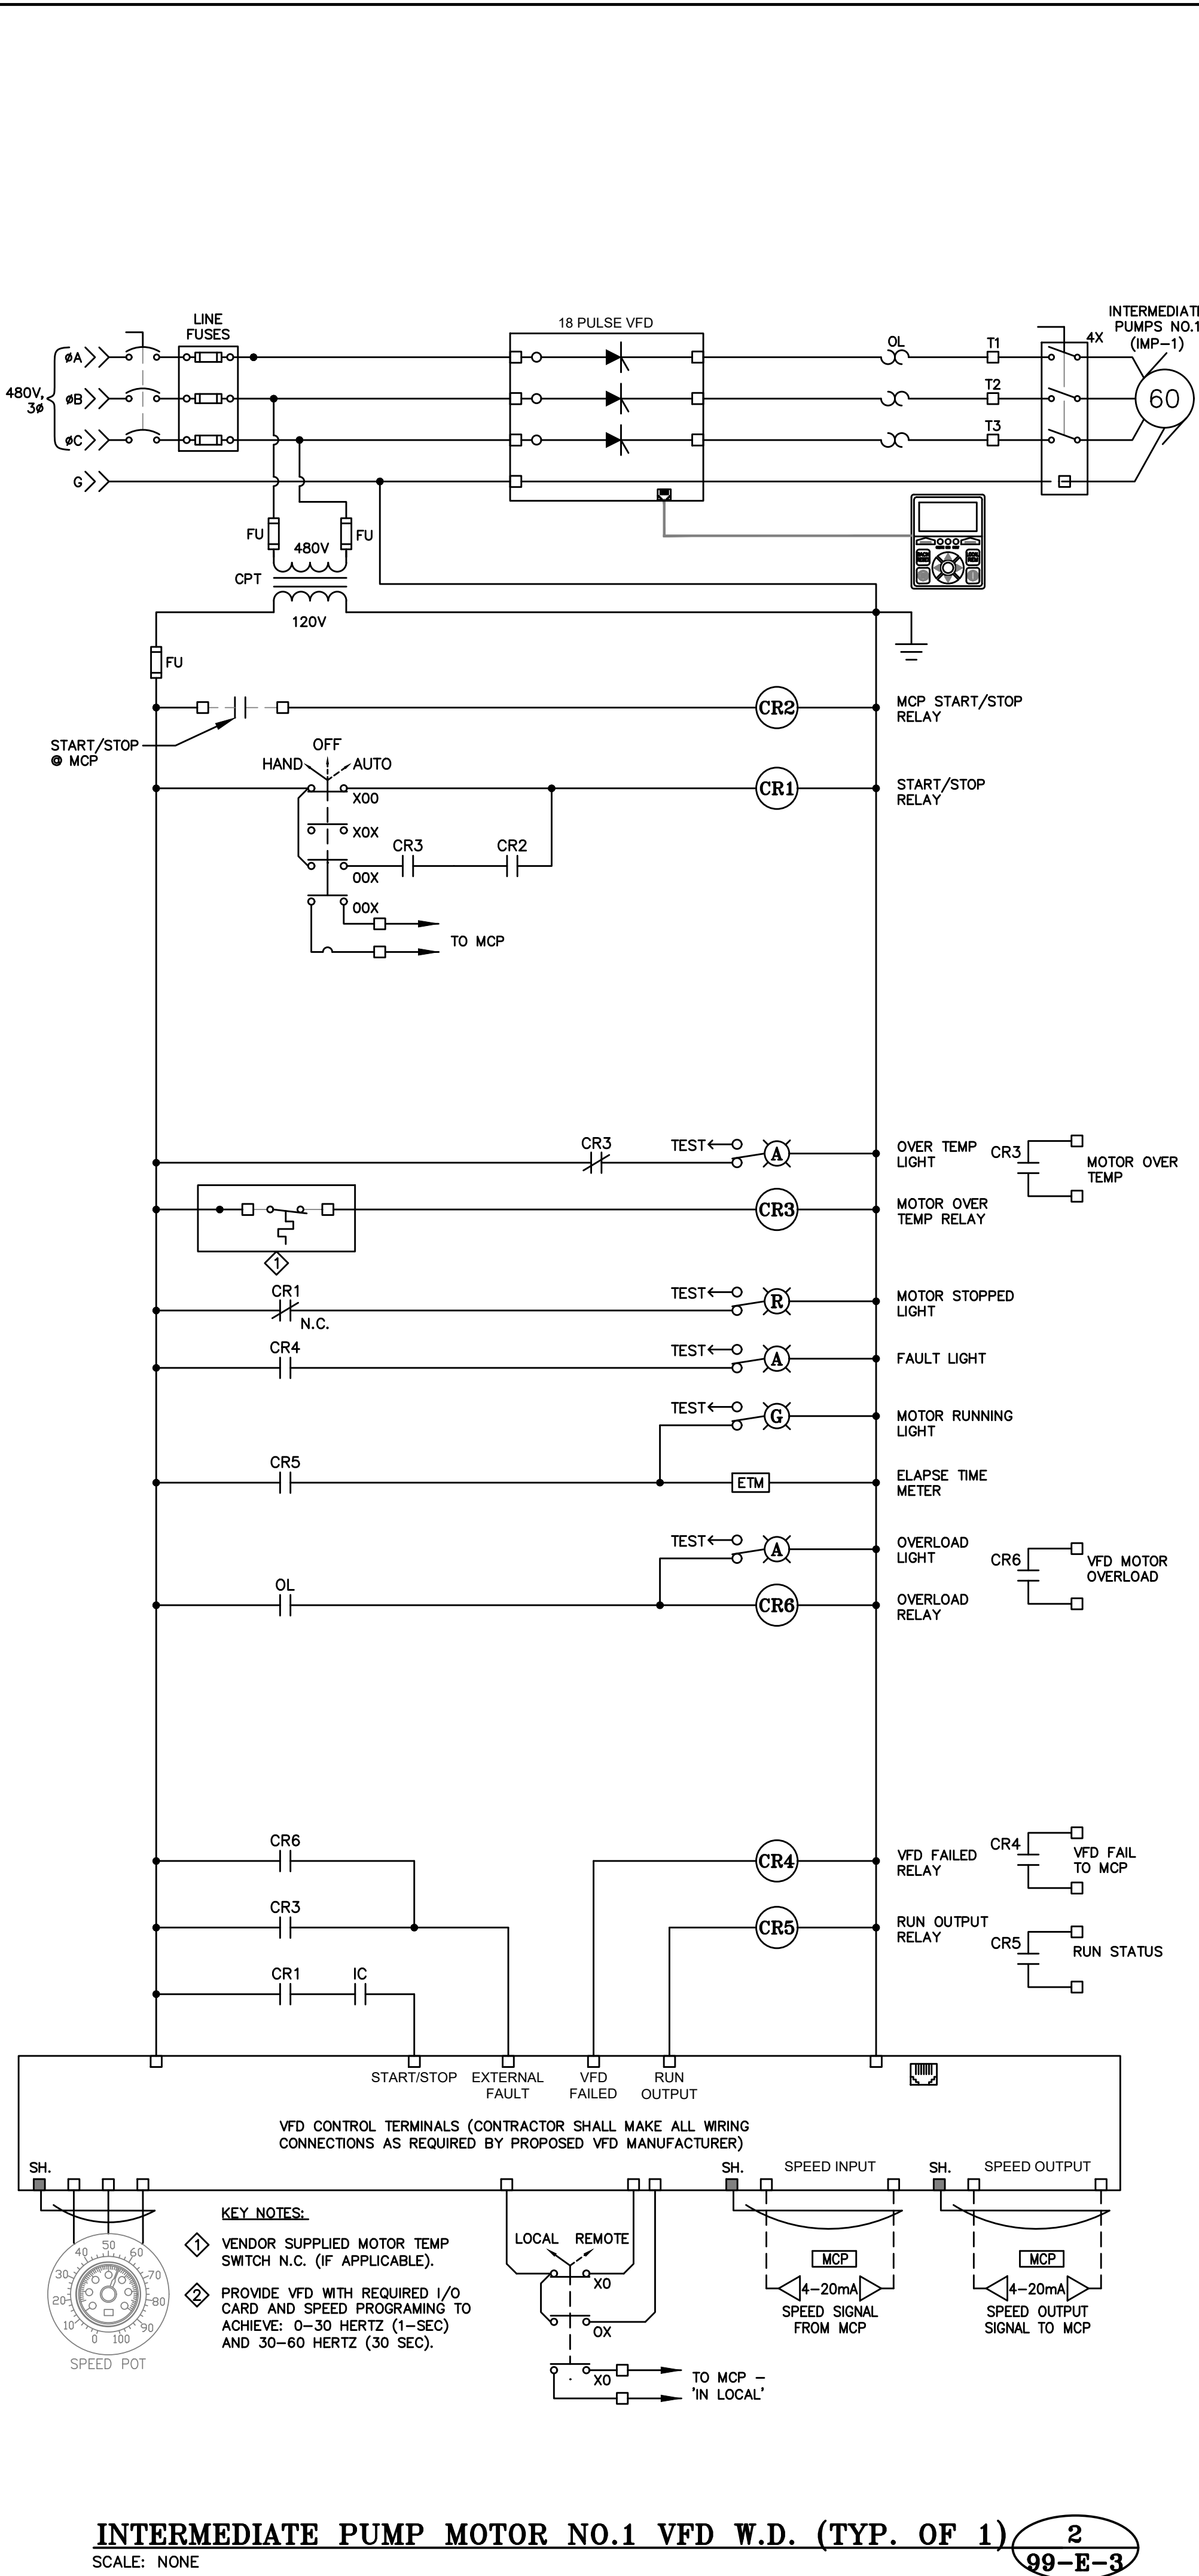 LINE
FUSES
18 PULSE VFD
INTERMEDIATE
PUMPS NO.1
(IMP-1)
4X
480V,
3ø
øA
øB
øC
G
OL
T1
T2
T3
60
FU
FU
480V
CPT
120V
FU
CR2
MCP START/STOP
RELAY
START/STOP
@ MCP
OFF
HAND
AUTO
CR1
START/STOP
RELAY
X00
X0X
CR3
CR2
00X
00X
TO MCP
CR3
TEST
A
OVER TEMP
LIGHT
CR3
MOTOR OVER
TEMP
CR3
MOTOR OVER
TEMP RELAY
1
CR1
N.C.
TEST
R
MOTOR STOPPED
LIGHT
CR4
TEST
A
FAULT LIGHT
TEST
G
MOTOR RUNNING
LIGHT
CR5
ETM
ELAPSE TIME
METER
TEST
A
OVERLOAD
LIGHT
CR6
VFD MOTOR
OVERLOAD
OL
CR6
OVERLOAD
RELAY
CR6
CR4
VFD FAILED
RELAY
CR4
VFD FAIL
TO MCP
CR3
CR5
RUN OUTPUT
RELAY
CR5
RUN STATUS
CR1
IC
START/STOP
EXTERNAL
FAULT
VFD
FAILED
RUN
OUTPUT
VFD CONTROL TERMINALS (CONTRACTOR SHALL MAKE ALL WIRING
CONNECTIONS AS REQUIRED BY PROPOSED VFD MANUFACTURER)
SH.
SH.
SPEED INPUT
SH.
SPEED OUTPUT
KEY NOTES:
1
VENDOR SUPPLIED MOTOR TEMP
SWITCH N.C. (IF APPLICABLE).
2
PROVIDE VFD WITH REQUIRED I/O
CARD AND SPEED PROGRAMING TO
ACHIEVE: 0-30 HERTZ (1-SEC)
AND 30-60 HERTZ (30 SEC).
0
10
20
30
40
50
60
70
80
90
100
SPEED POT
LOCAL
REMOTE
X0
0X
X0
TO MCP -
'IN LOCAL'
MCP
4-20mA
SPEED SIGNAL
FROM MCP
MCP
4-20mA
SPEED OUTPUT
SIGNAL TO MCP
INTERMEDIATE PUMP MOTOR NO.1 VFD W.D. (TYP. OF 1)
SCALE: NONE
2
99-E-3